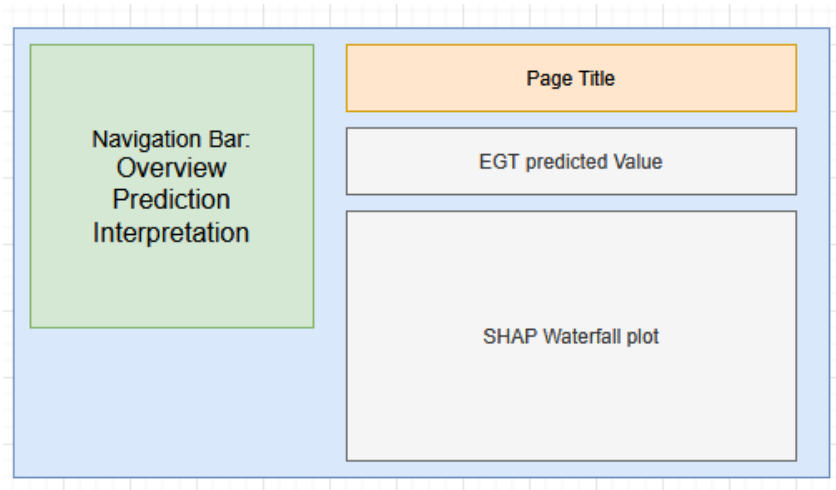 Navigation Bar:
Overview
Prediction
Interpretation
Page Title
EGT predicted Value
SHAP Waterfall plot